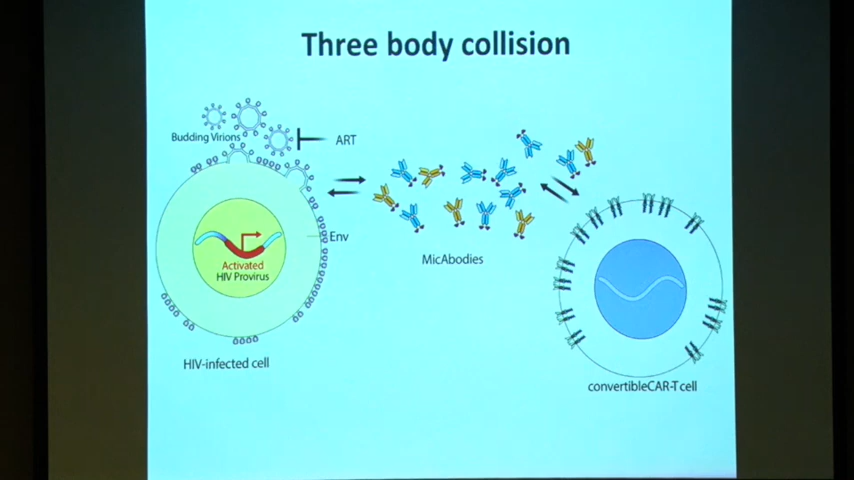 Three body collision
Budding Virions
ART
Env
Activated
HIV Provirus
MicAbodies
HIV-infected cell
convertibleCAR-T cell